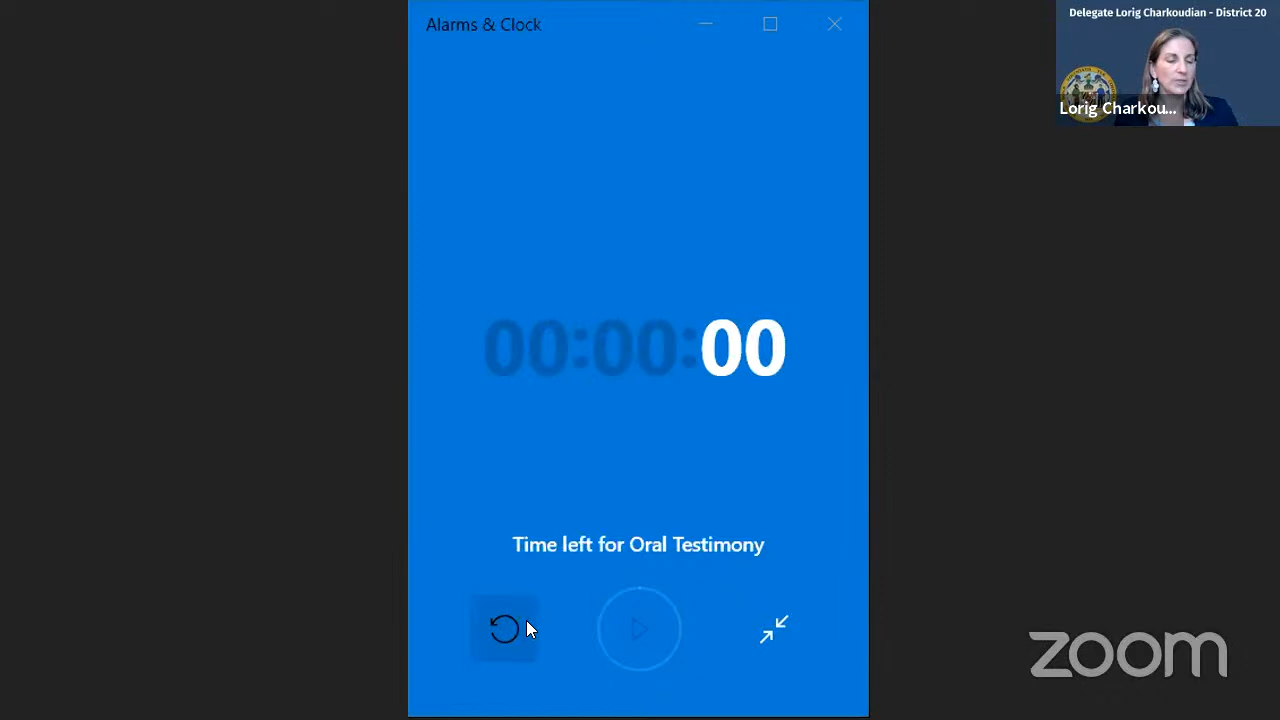 Alarms & Clock
Delegate Lorig Charkoudian - District 20
Lorig Charkou...
00:00:00
Time left for Oral Testimony
zoom